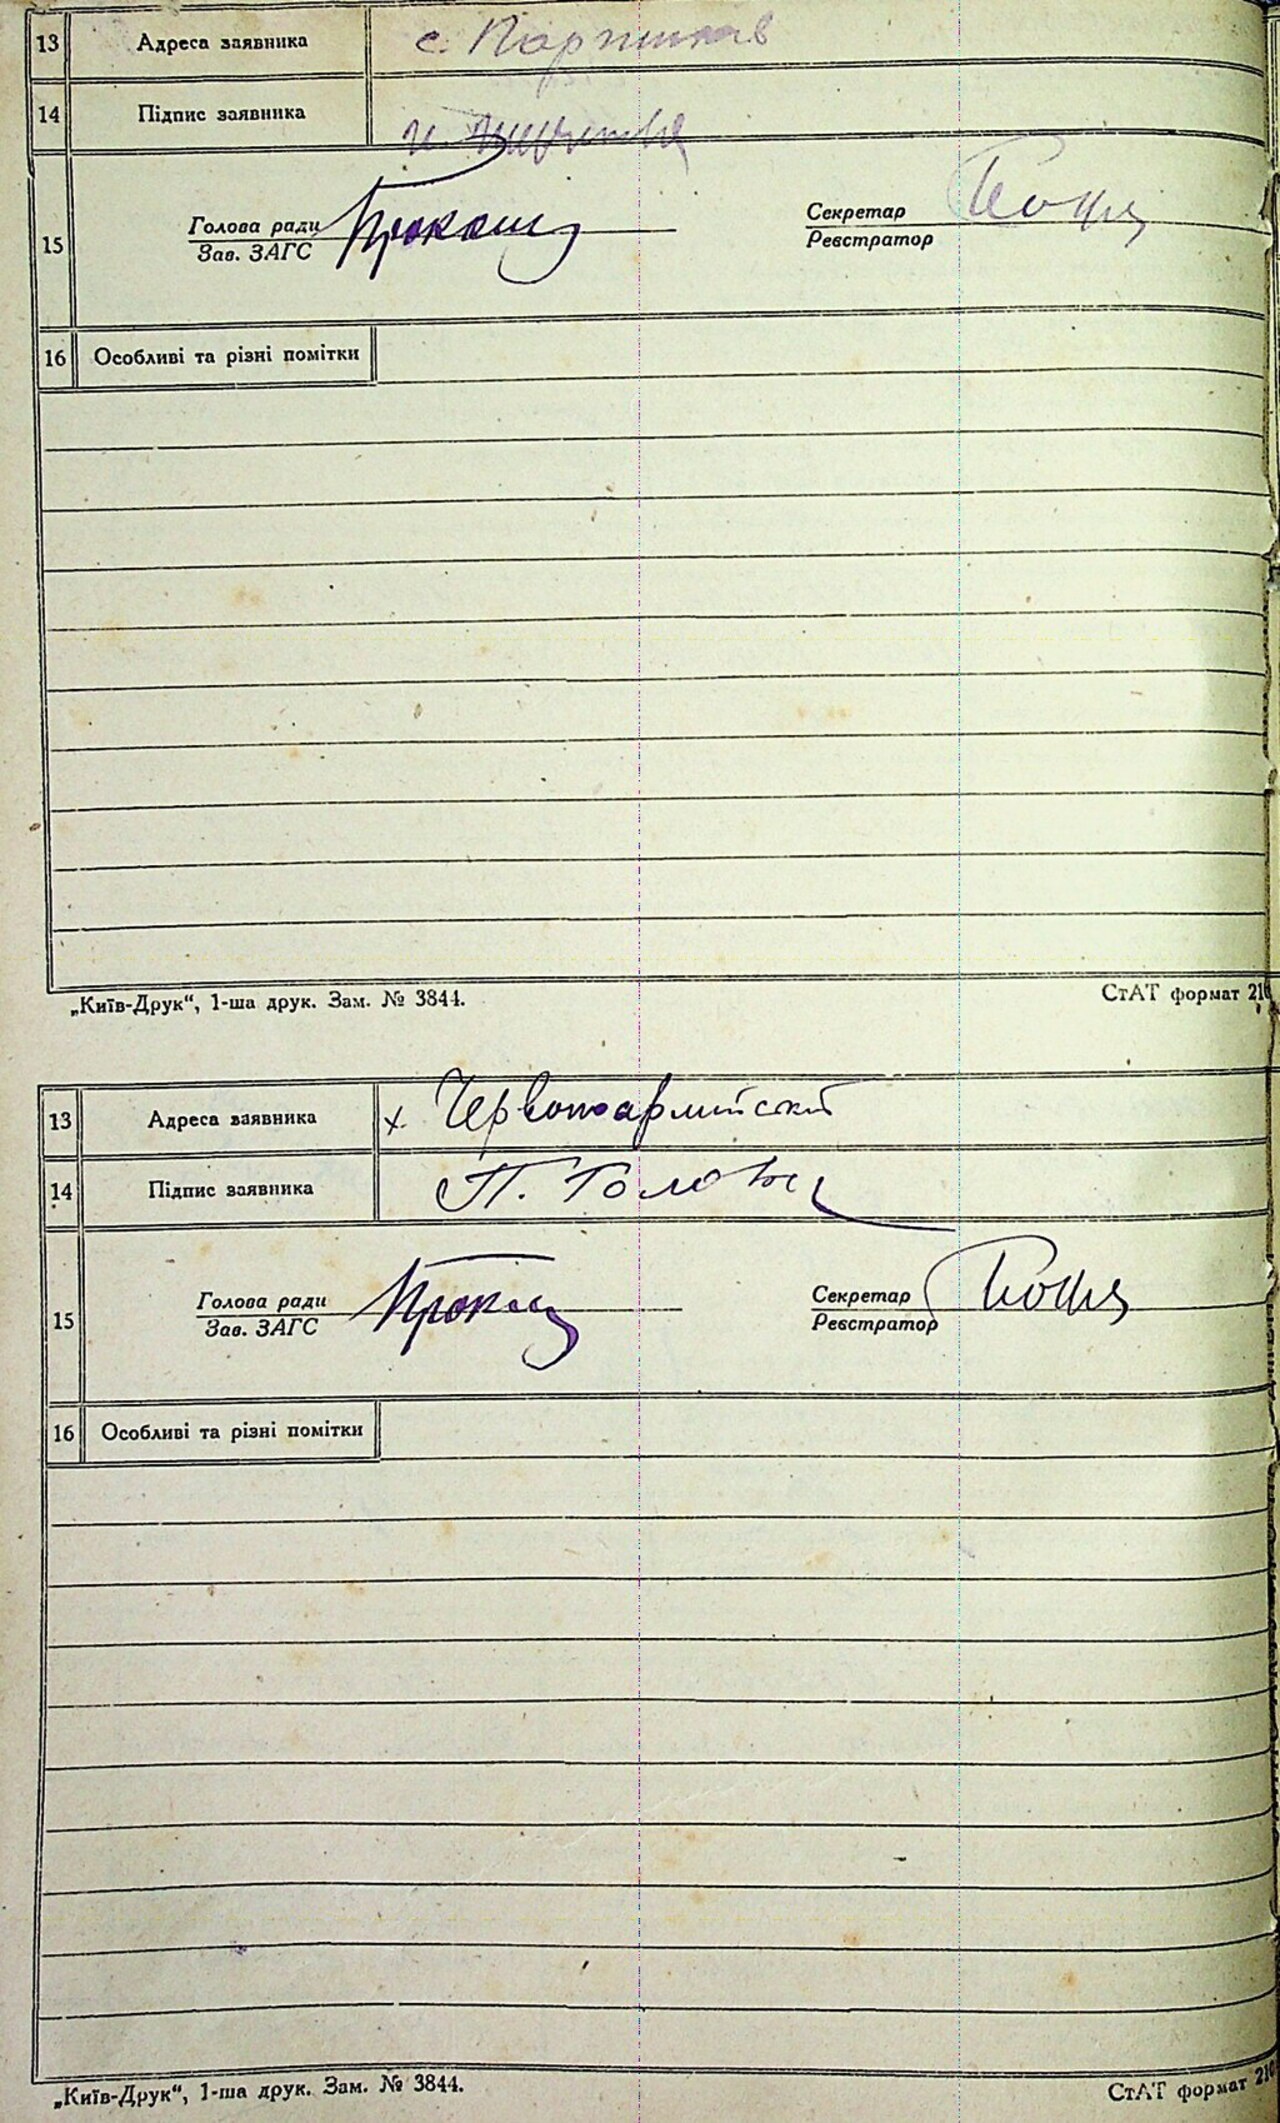 13 Адреса заявника с.
14 Підпис заявника
15 Голова ради Секретар
Зав. ЗАГС Реєстратор
16 Особливі та різні помітки
„Київ-Друк“, 1-ша друк. Зам. № 3844. СтАТ формат 210
13 Адреса заявника х. Червоноармійский
14 Підпис заявника П.
15 Голова ради Секретар
Зав. ЗАГС Реєстратор
16 Особливі та різні помітки
„Київ-Друк“, 1-ша друк. Зам. № 3844. СтАТ формат 210